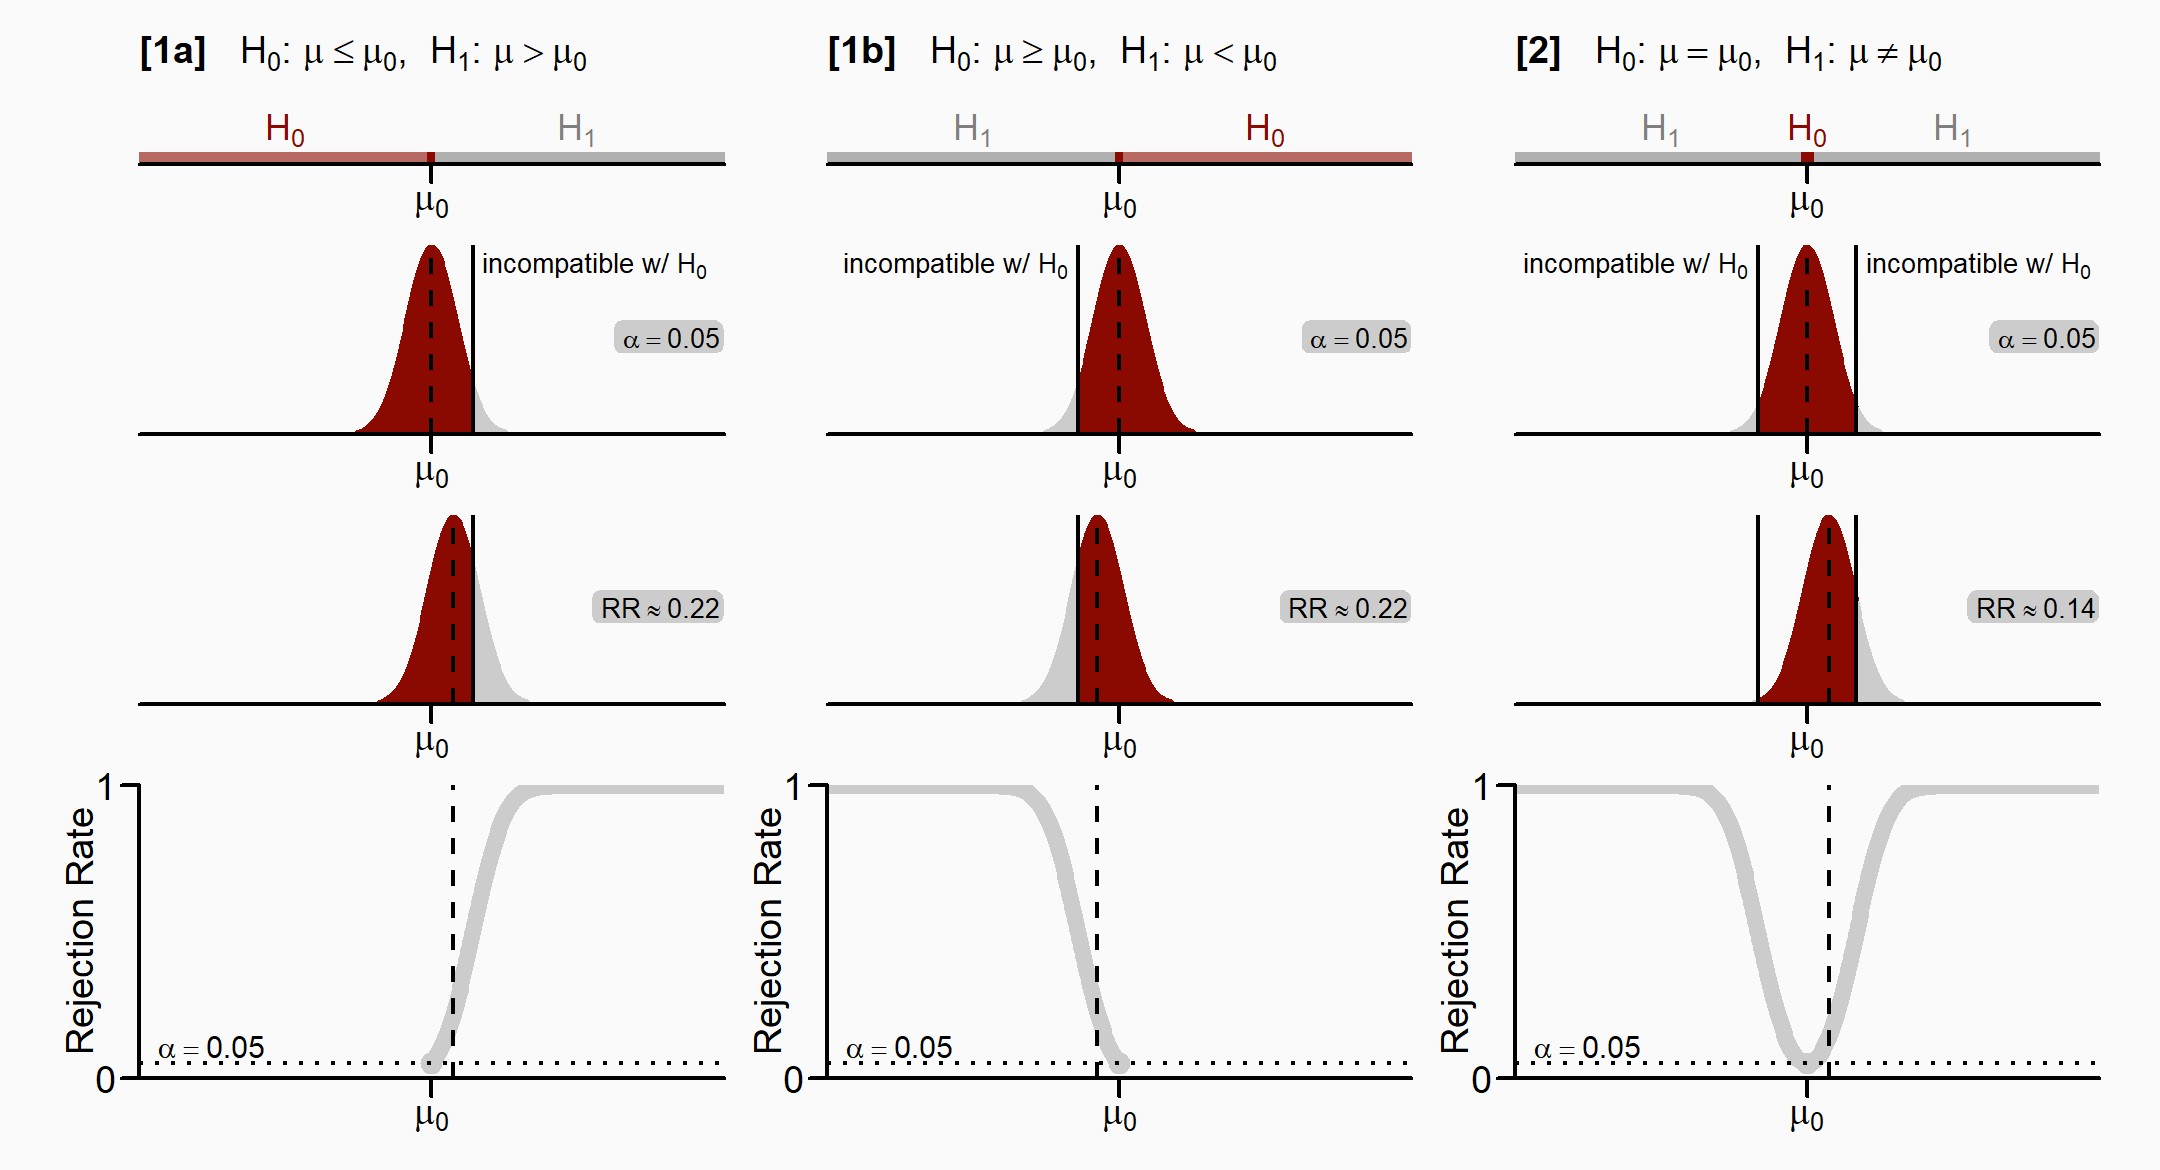 [1a] H₀: μ ≤ μ₀, H₁: μ > μ₀
H₀ H₁
μ₀
incompatible w/ H₀
α = 0.05
μ₀
RR ≈ 0.22
μ₀
Rejection Rate
1
α = 0.05
0
μ₀
[1b] H₀: μ ≥ μ₀, H₁: μ < μ₀
H₁ H₀
μ₀
incompatible w/ H₀
α = 0.05
μ₀
RR ≈ 0.22
μ₀
Rejection Rate
1
α = 0.05
0
μ₀
[2] H₀: μ = μ₀, H₁: μ ≠ μ₀
H₁ H₀ H₁
μ₀
incompatible w/ H₀
incompatible w/ H₀
α = 0.05
μ₀
RR ≈ 0.14
μ₀
Rejection Rate
1
α = 0.05
0
μ₀